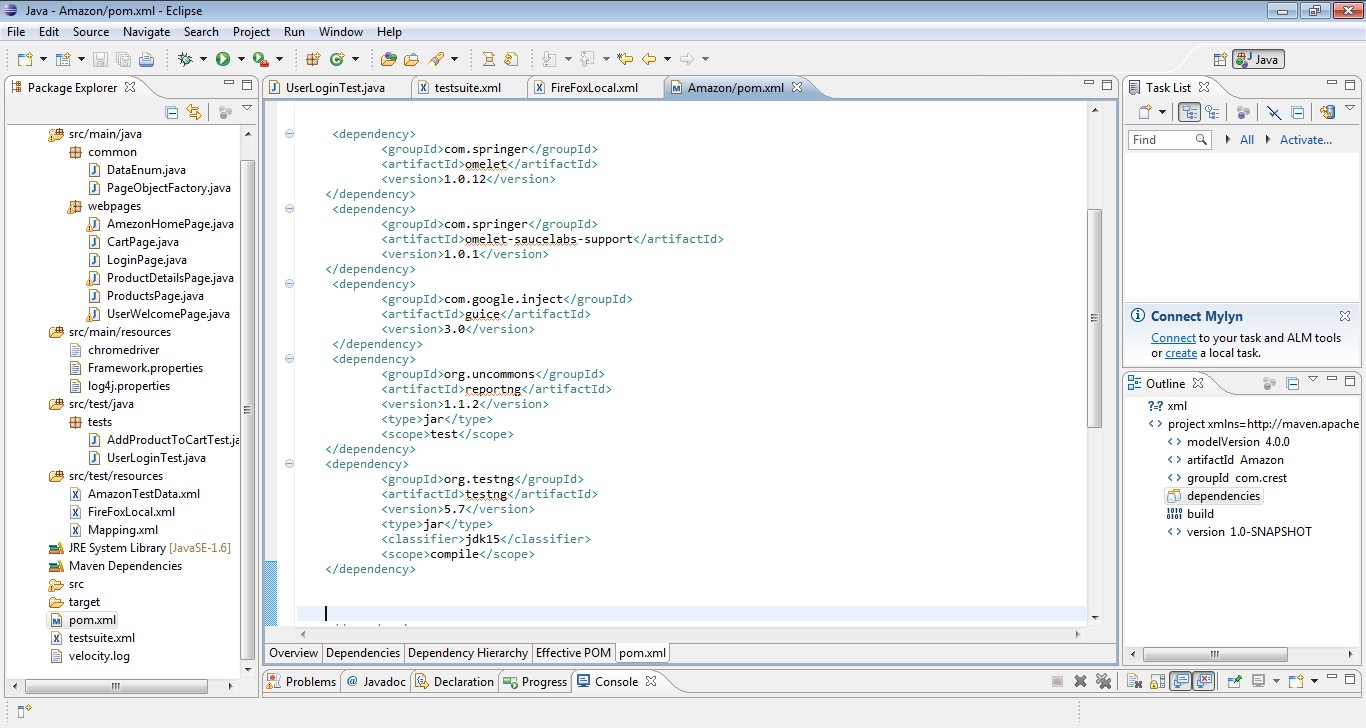 Java - Amazon/pom.xml - Eclipse
File Edit Source Navigate Search Project Run Window Help
Java
Package Explorer
src/main/java
common
DataEnum.java
PageObjectFactory.java
webpages
AmezonHomePage.java
CartPage.java
LoginPage.java
ProductDetailsPage.java
ProductsPage.java
UserWelcomePage.java
src/main/resources
chromedriver
Framework.properties
log4j.properties
src/test/java
tests
AddProductToCartTest.ja
UserLoginTest.java
src/test/resources
AmazonTestData.xml
FireFoxLocal.xml
Mapping.xml
JRE System Library [JavaSE-1.6]
Maven Dependencies
src
target
pom.xml
testsuite.xml
velocity.log
UserLoginTest.java testsuite.xml FireFoxLocal.xml Amazon/pom.xml
<dependency>
<groupId>com.springer</groupId>
<artifactId>omelet</artifactId>
<version>1.0.12</version>
</dependency>
<dependency>
<groupId>com.springer</groupId>
<artifactId>omelet-saucelabs-support</artifactId>
<version>1.0.1</version>
</dependency>
<dependency>
<groupId>com.google.inject</groupId>
<artifactId>guice</artifactId>
<version>3.0</version>
</dependency>
<dependency>
<groupId>org.uncommons</groupId>
<artifactId>reportng</artifactId>
<version>1.1.2</version>
<type>jar</type>
<scope>test</scope>
</dependency>
<dependency>
<groupId>org.testng</groupId>
<artifactId>testng</artifactId>
<version>5.7</version>
<type>jar</type>
<classifier>jdk15</classifier>
<scope>compile</scope>
</dependency>
Overview Dependencies Dependency Hierarchy Effective POM pom.xml
Problems @ Javadoc Declaration Progress Console
Task List
Find All Activate...
Connect Mylyn
Connect to your task and ALM tools
or create a local task.
Outline
?=? xml
<> project xmlns=http://maven.apache
<> modelVersion 4.0.0
<> artifactId Amazon
<> groupId com.crest
dependencies
build
<> version 1.0-SNAPSHOT